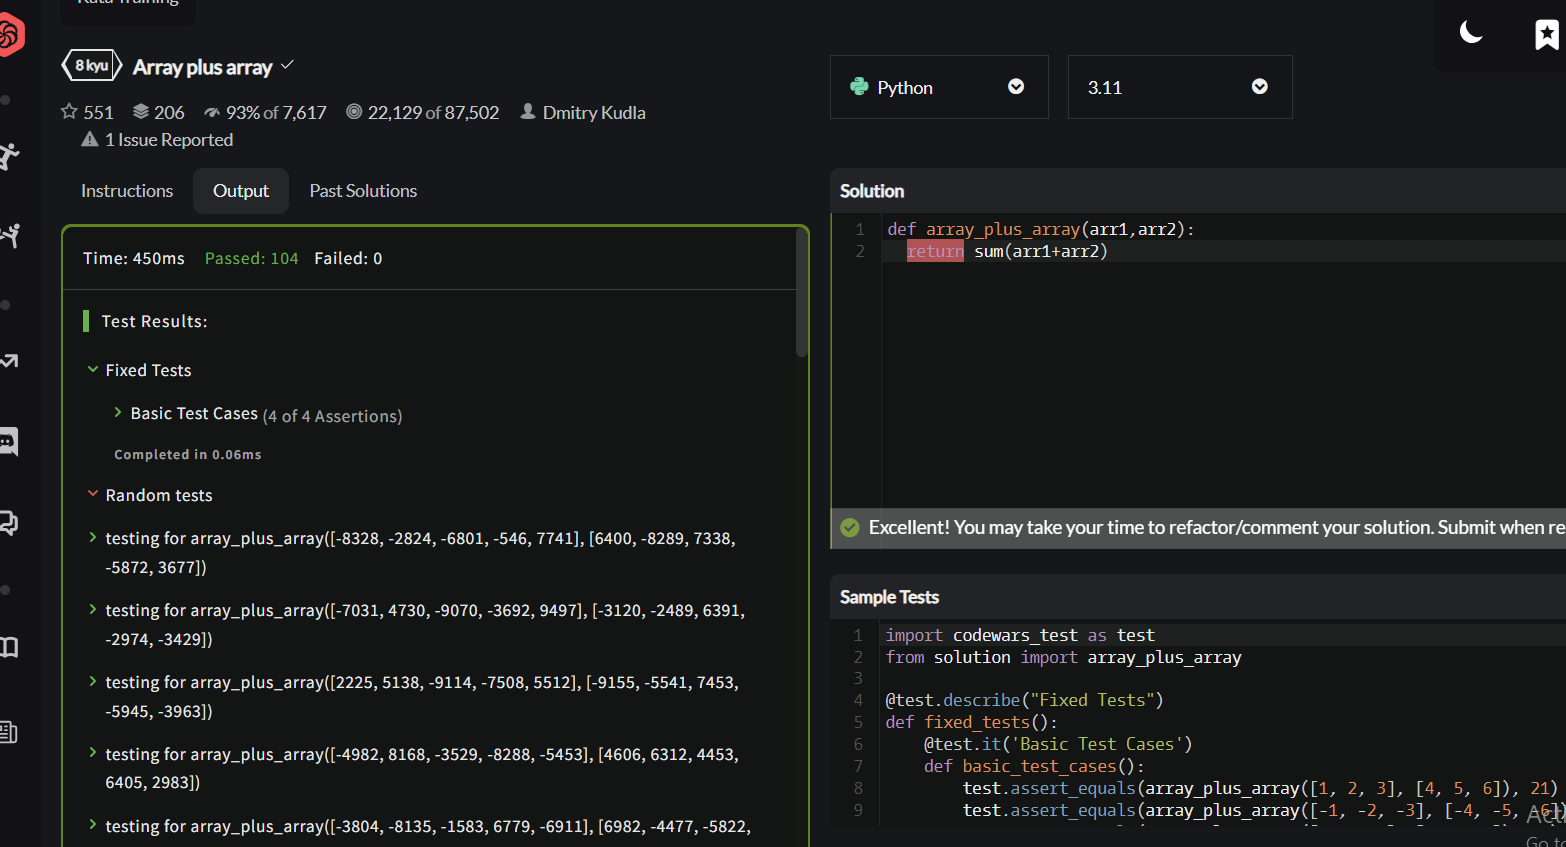 Kata Training
8 kyu Array plus array
551 206 93% of 7,617 22,129 of 87,502 Dmitry Kudla
1 Issue Reported
Python
3.11
Instructions Output Past Solutions
Time: 450ms Passed: 104 Failed: 0
Test Results:
Fixed Tests
Basic Test Cases (4 of 4 Assertions)
Completed in 0.06ms
Random tests
testing for array_plus_array([-8328, -2824, -6801, -546, 7741], [6400, -8289, 7338,
-5872, 3677])
testing for array_plus_array([-7031, 4730, -9070, -3692, 9497], [-3120, -2489, 6391,
-2974, -3429])
testing for array_plus_array([2225, 5138, -9114, -7508, 5512], [-9155, -5541, 7453,
-5945, -3963])
testing for array_plus_array([-4982, 8168, -3529, -8288, -5453], [4606, 6312, 4453,
6405, 2983])
testing for array_plus_array([-3804, -8135, -1583, 6779, -6911], [6982, -4477, -5822,
Solution
1 def array_plus_array(arr1,arr2):
2 return sum(arr1+arr2)
Excellent! You may take your time to refactor/comment your solution. Submit when re
Sample Tests
1 import codewars_test as test
2 from solution import array_plus_array
3
4 @test.describe("Fixed Tests")
5 def fixed_tests():
6 @test.it('Basic Test Cases')
7 def basic_test_cases():
8 test.assert_equals(array_plus_array([1, 2, 3], [4, 5, 6]), 21)
9 test.assert_equals(array_plus_array([-1, -2, -3], [-4, -5, -6]
Acti
Go to